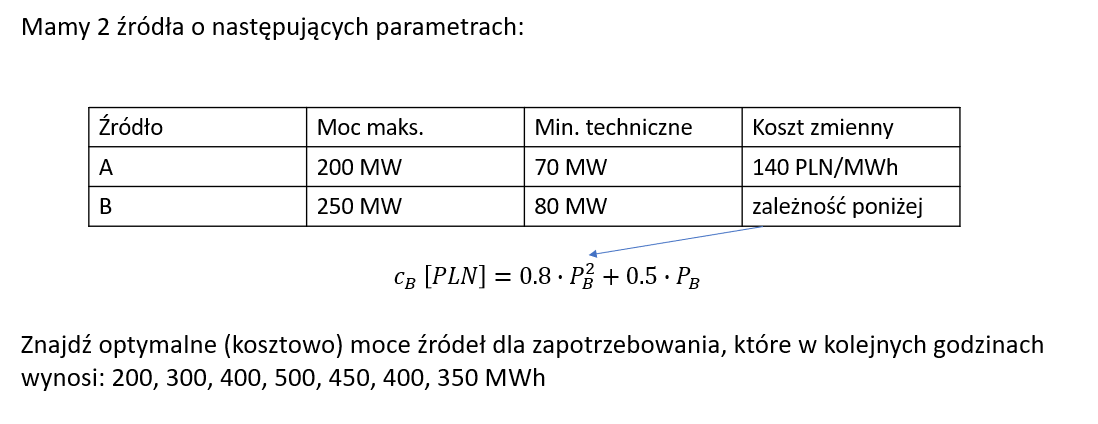 Mamy 2 źródła o następujących parametrach:
Źródło Moc maks. Min. techniczne Koszt zmienny
A 200 MW 70 MW 140 PLN/MWh
B 250 MW 80 MW zależność poniżej
c_B [PLN] = 0.8 · P_B^2 + 0.5 · P_B
Znajdź optymalne (kosztowo) moce źródeł dla zapotrzebowania, które w kolejnych godzinach
wynosi: 200, 300, 400, 500, 450, 400, 350 MWh